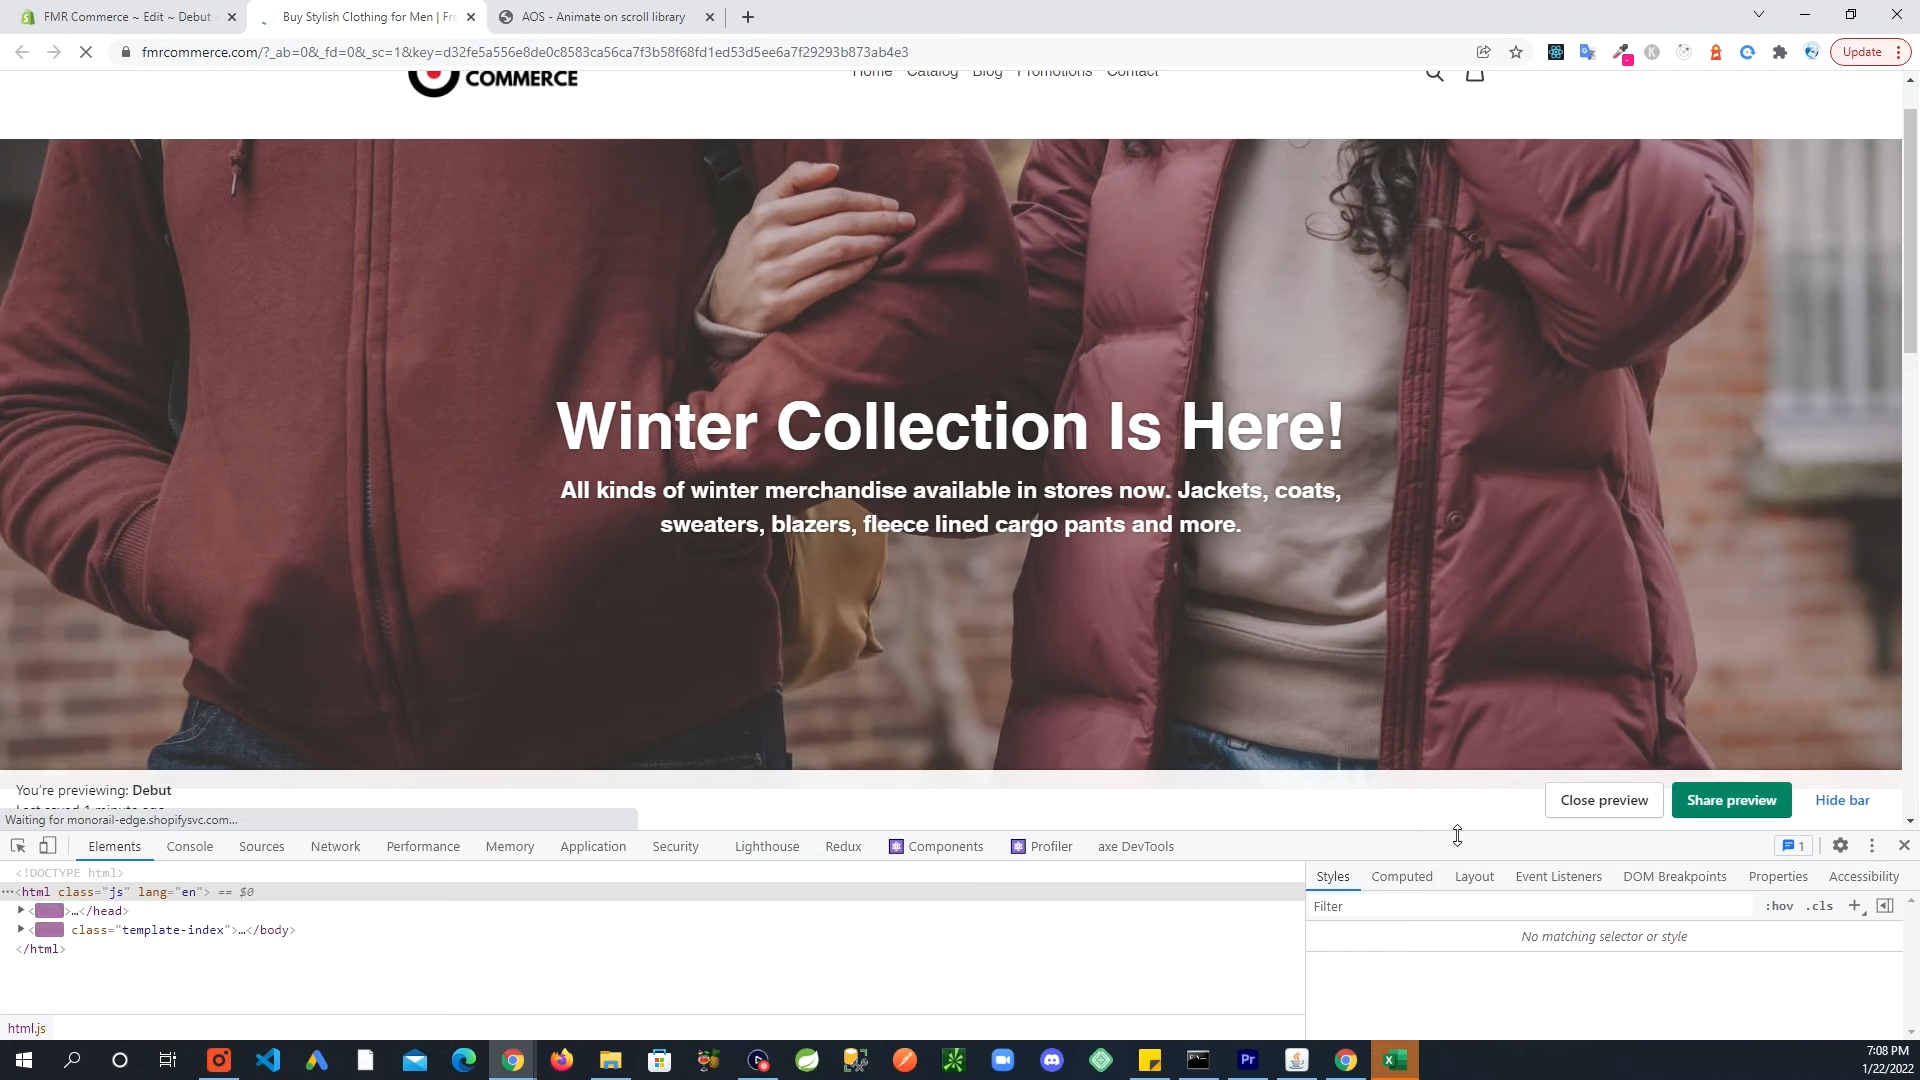 FMR Commerce ~ Edit ~ Debut
Buy Stylish Clothing for Men | Fre
AOS - Animate on scroll library
fmrcommerce.com/?_ab=0&_fd=0&_sc=1&key=d32fe5a556e8de0c8583ca56ca7f3b58f68fd1ed53d5ee6a7f29293b873ab4e3
Update
COMMERCE
Home Catalog Blog Promotions Contact
Winter Collection Is Here!
All kinds of winter merchandise available in stores now. Jackets, coats,
sweaters, blazers, fleece lined cargo pants and more.
You're previewing: Debut
Last saved 1 minute ago
Close preview
Share preview
Hide bar
Waiting for monorail-edge.shopifysvc.com...
Elements Console Sources Network Performance Memory Application Security Lighthouse Redux Components Profiler axe DevTools
1
<!DOCTYPE html>
<html class="js" lang="en"> == $0
…</head>
class="template-index">…</body>
</html>
html.js
Styles Computed Layout Event Listeners DOM Breakpoints Properties Accessibility
Filter
:hov .cls +
No matching selector or style
7:08 PM
1/22/2022